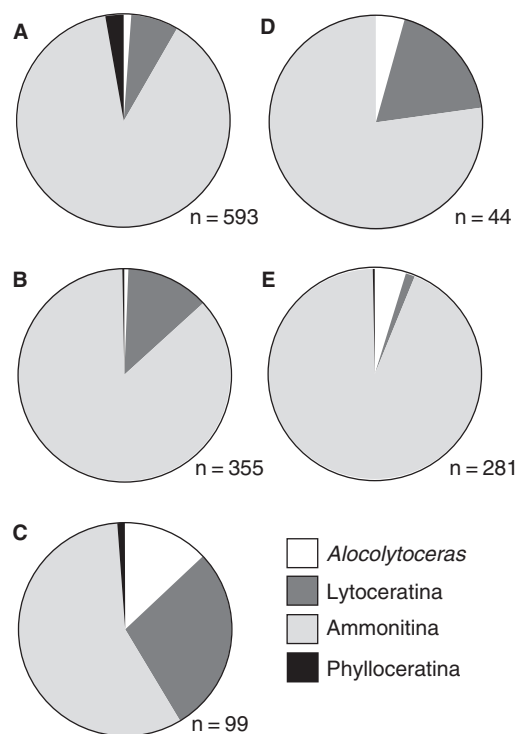 A
n = 593
D
n = 44
B
n = 355
E
n = 281
C
n = 99
Alocolytoceras
Lytoceratina
Ammonitina
Phylloceratina